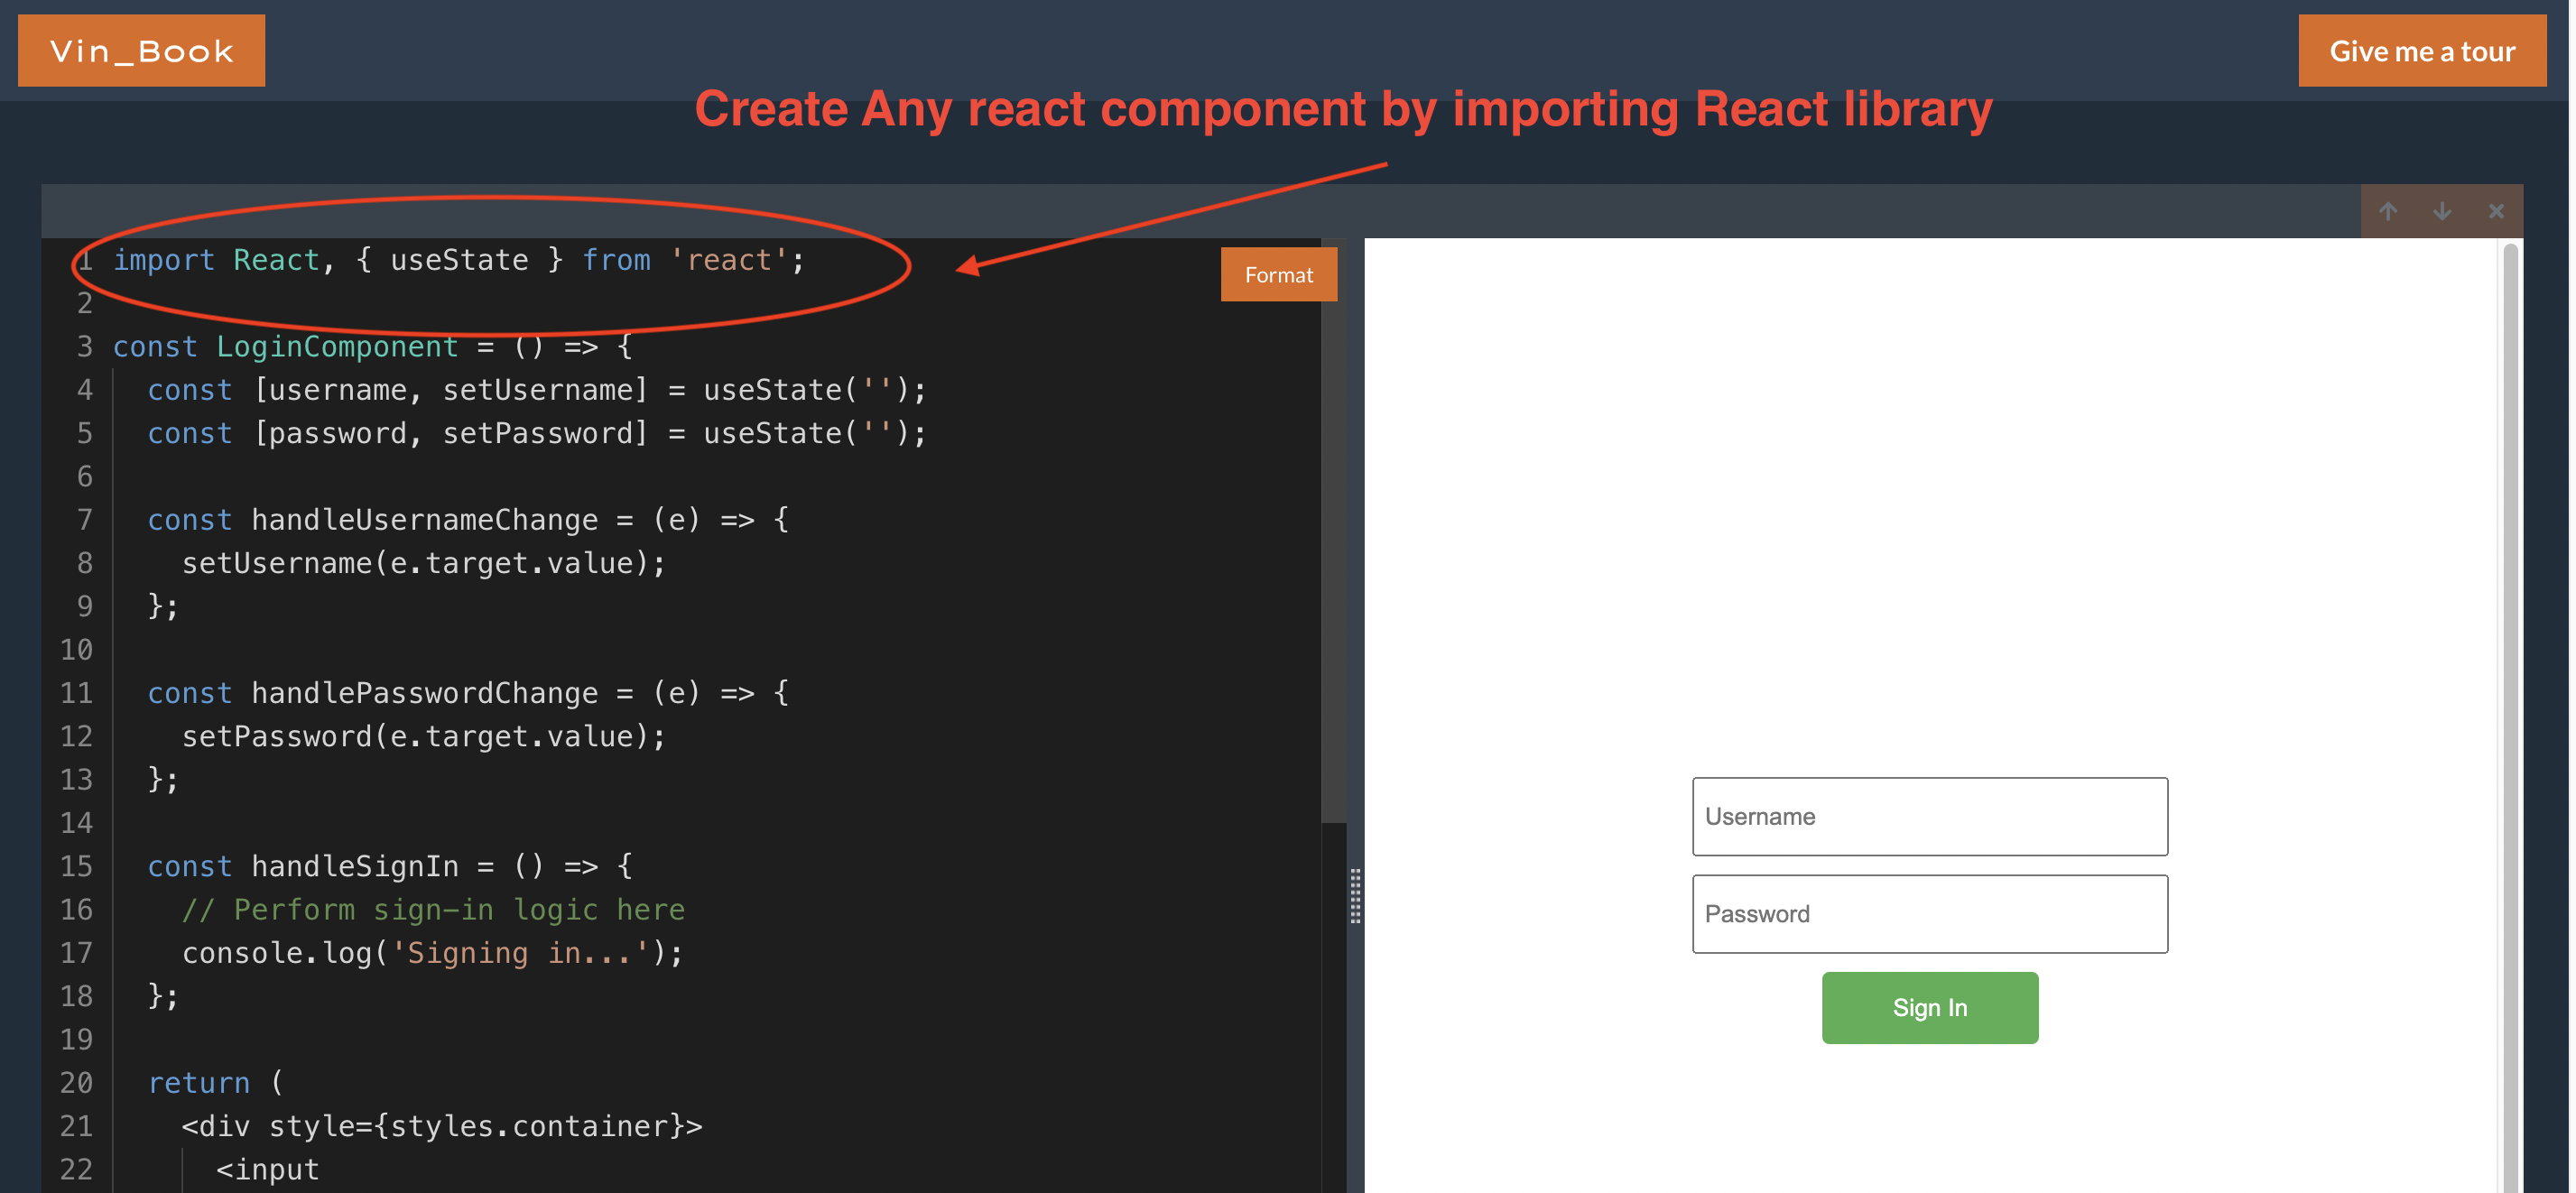 Vin_Book
Give me a tour
Create Any react component by importing React library
Format
1 import React, { useState } from 'react';
2
3 const LoginComponent = () => {
4   const [username, setUsername] = useState('');
5   const [password, setPassword] = useState('');
6
7   const handleUsernameChange = (e) => {
8     setUsername(e.target.value);
9   };
10
11   const handlePasswordChange = (e) => {
12     setPassword(e.target.value);
13   };
14
15   const handleSignIn = () => {
16     // Perform sign-in logic here
17     console.log('Signing in...');
18   };
19
20   return (
21     <div style={styles.container}>
22       <input
Username
Password
Sign In